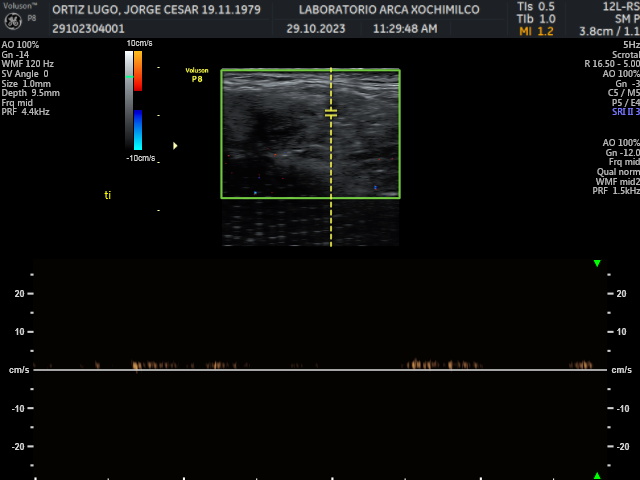 Voluson™
P8
ORTIZ LUGO, JORGE CESAR 19.11.1979
LABORATORIO ARCA XOCHIMILCO
TIs 0.5
12L-RS
Tib 1.0
SM P
29102304001
29.10.2023
11:29:48 AM
MI 1.2
3.8cm / 1.1
AO 100%
Gn -14
WMF 120 Hz
SV Angle 0
Size 1.0mm
Depth 9.5mm
Frq mid
PRF 4.4kHz
10cm/s
-10cm/s
Voluson
P8
5Hz
Scrotal
R 16.50 - 5.00
AO 100%
Gn -3
C5 / M5
P5 / E4
SRI II 3
AO 100%
Gn -12.0
Frq mid
Qual norm
WMF mid2
PRF 1.5kHz
ti
20 20
10 10
cm/s cm/s
-10 -10
-20 -20